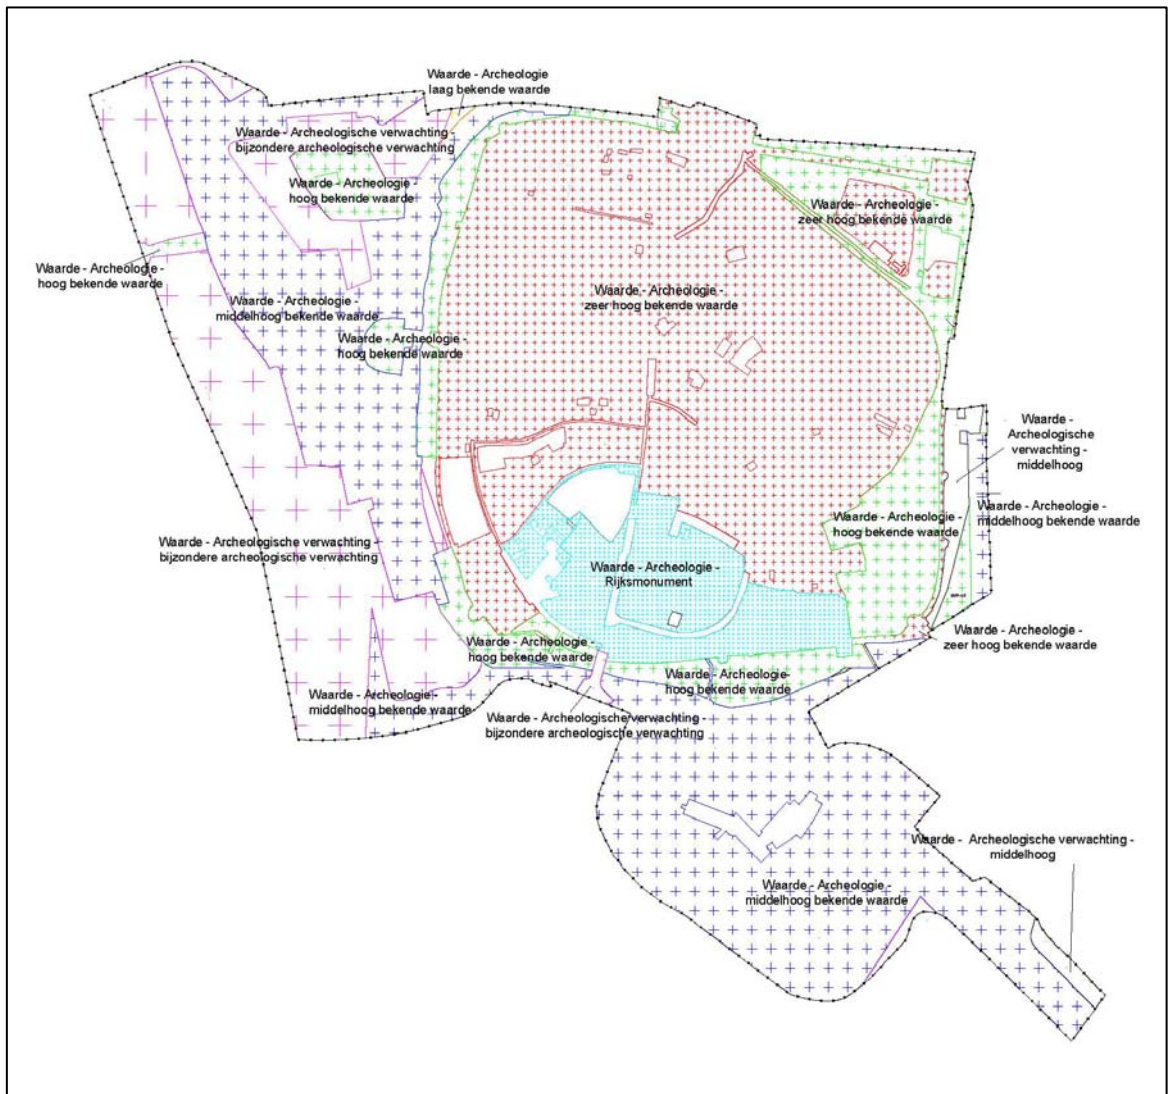 Waarde - Archeologie
laag bekende waarde
Waarde - Archeologische verwachting -
bijzondere archeologische verwachting
Waarde - Archeologie -
hoog bekende waarde
Waarde - Archeologie -
zeer hoog bekende waarde
Waarde - Archeologie -
hoog bekende waarde
Waarde - Archeologie -
middelhoog bekende waarde
Waarde - Archeologie -
zeer hoog bekende waarde
Waarde - Archeologie -
hoog bekende waarde
Waarde -
Archeologische
verwachting -
middelhoog
Waarde - Archeologie -
middelhoog bekende waarde
Waarde - Archeologie -
hoog bekende waarde
Waarde - Archeologische verwachting -
bijzondere archeologische verwachting
Waarde - Archeologie -
Rijksmonument
Waarde - Archeologie -
zeer hoog bekende waarde
Waarde - Archeologie -
hoog bekende waarde
Waarde - Archeologie-
hoog bekende waarde
Waarde - Archeologie -
middelhoog bekende waarde
Waarde - Archeologische verwachting -
bijzondere archeologische verwachting
Waarde - Archeologische verwachting -
middelhoog
Waarde - Archeologie -
middelhoog bekende waarde